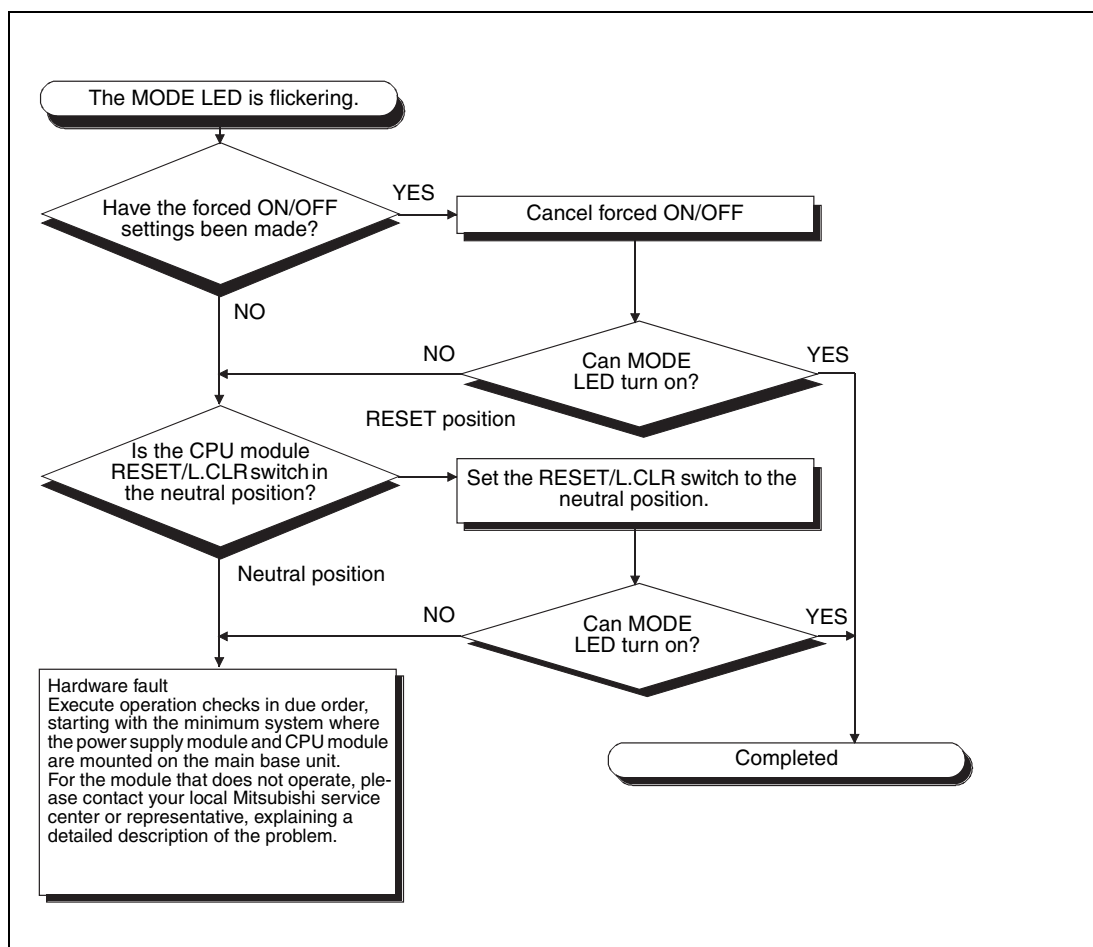 The MODE LED is flickering.
Have the forced ON/OFF
settings been made?
YES
Cancel forced ON/OFF
NO
Can MODE
LED turn on?
NO
YES
Is the CPU module
RESET/L.CLR switch in
the neutral position?
RESET position
Set the RESET/L.CLR switch to the
neutral position.
Neutral position
Can MODE
LED turn on?
NO
YES
Hardware fault
Execute operation checks in due order,
starting with the minimum system where
the power supply module and CPU module
are mounted on the main base unit.
For the module that does not operate, ple-
ase contact your local Mitsubishi service
center or representative, explaining a
detailed description of the problem.
Completed